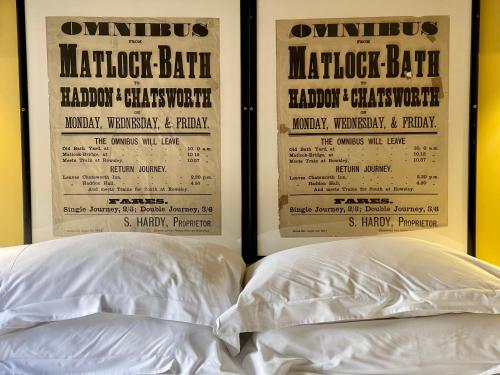 OMNIBUS
FROM
MATLOCK-BATH
TO
HADDON & CHATSWORTH
ON
MONDAY, WEDNESDAY, & FRIDAY.
THE OMNIBUS WILL LEAVE
Old Bath Yard, at 10. 0 a.m.
Matlock-Bridge, at 10.15 „
Meets Train at Rowsley, 10.57 „
RETURN JOURNEY.
Leaves Chatsworth Inn, 3.30 p.m.
„ Haddon Hall, 4.30 „
And meets Trains for South at Rowsley.
FARES.
Single Journey, 2/6; Double Journey, 3/6
S. HARDY, PROPRIETOR
OMNIBUS
FROM
MATLOCK-BATH
TO
HADDON & CHATSWORTH
ON
MONDAY, WEDNESDAY, & FRIDAY.
THE OMNIBUS WILL LEAVE
Old Bath Yard, at 10. 0 a.m.
Matlock-Bridge, at 10.15 „
Meets Train at Rowsley, 10.57 „
RETURN JOURNEY.
Leaves Chatsworth Inn, 3.30 p.m.
„ Haddon Hall, 4.30 „
And meets Trains for South at Rowsley.
FARES.
Single Journey, 2/6; Double Journey, 3/6
S. HARDY, PROPRIETOR